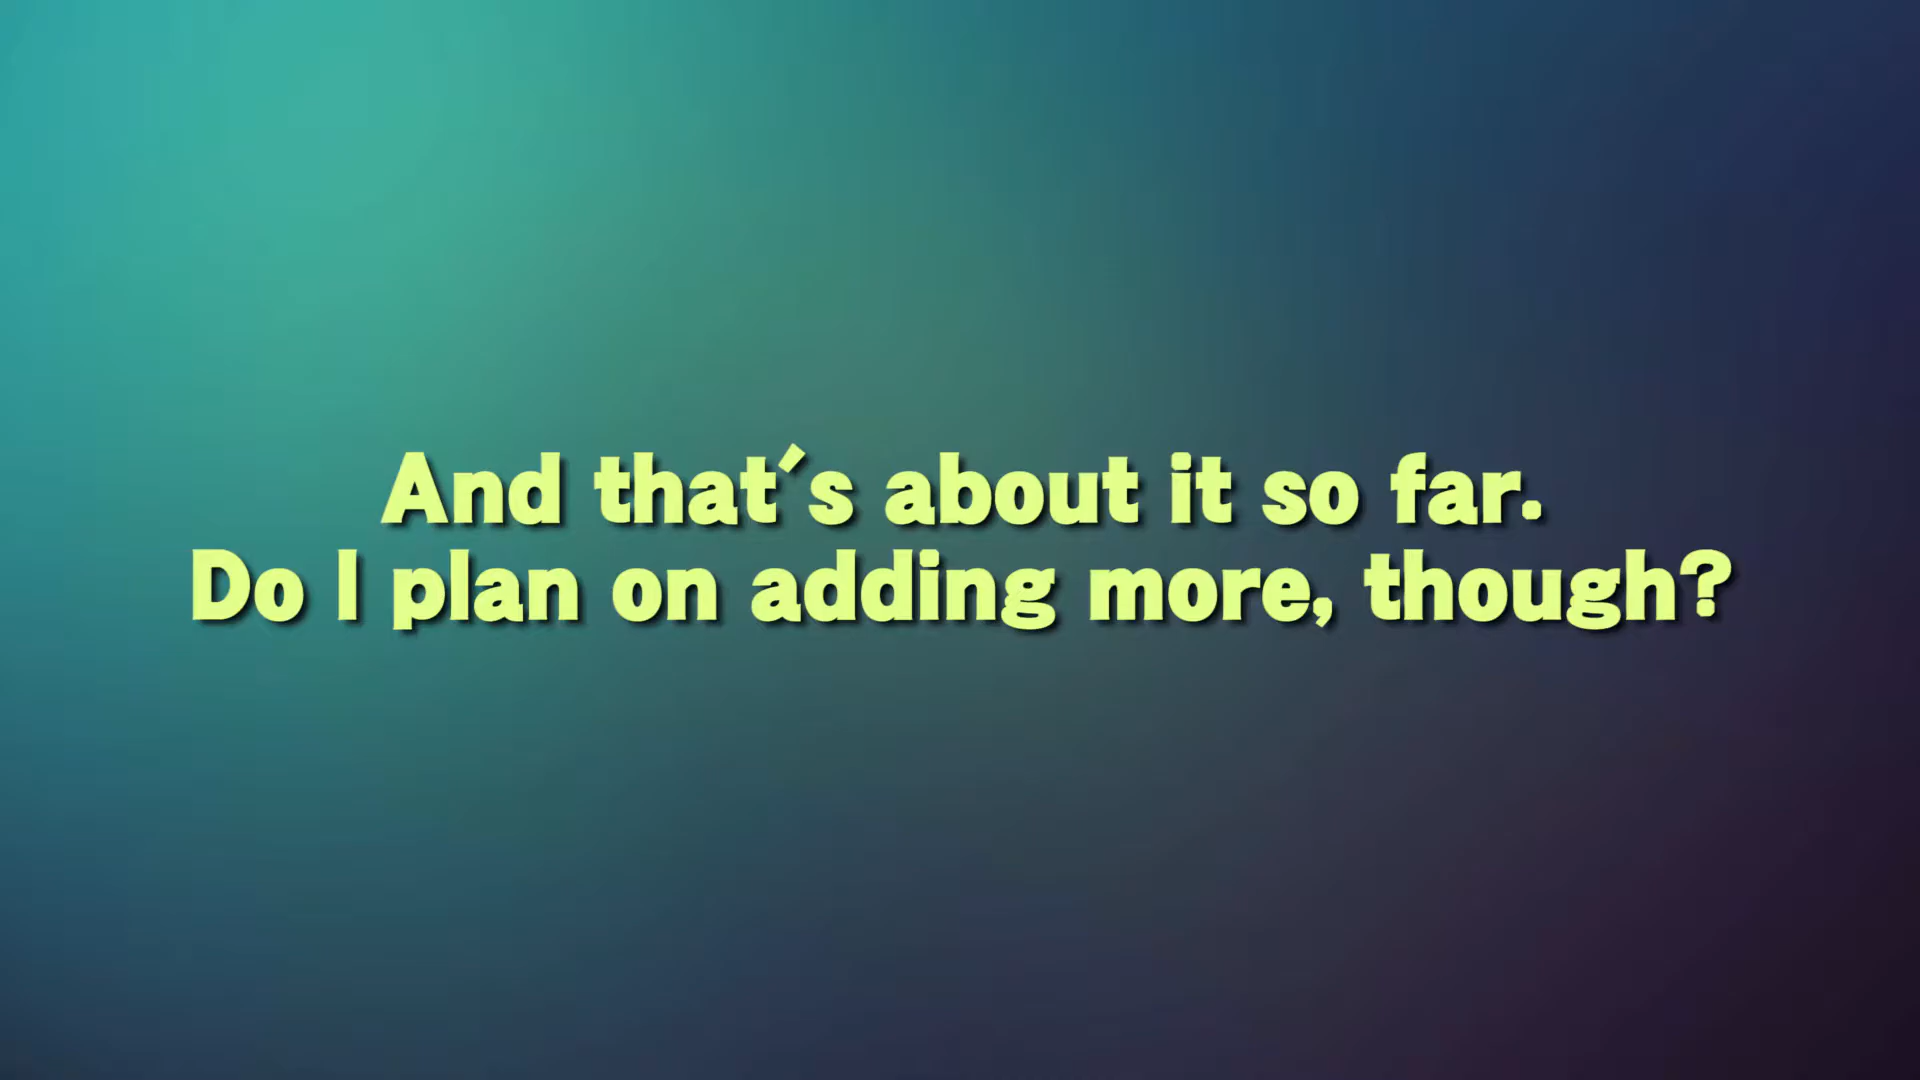 And that's about it so far.
Do I plan on adding more, though?